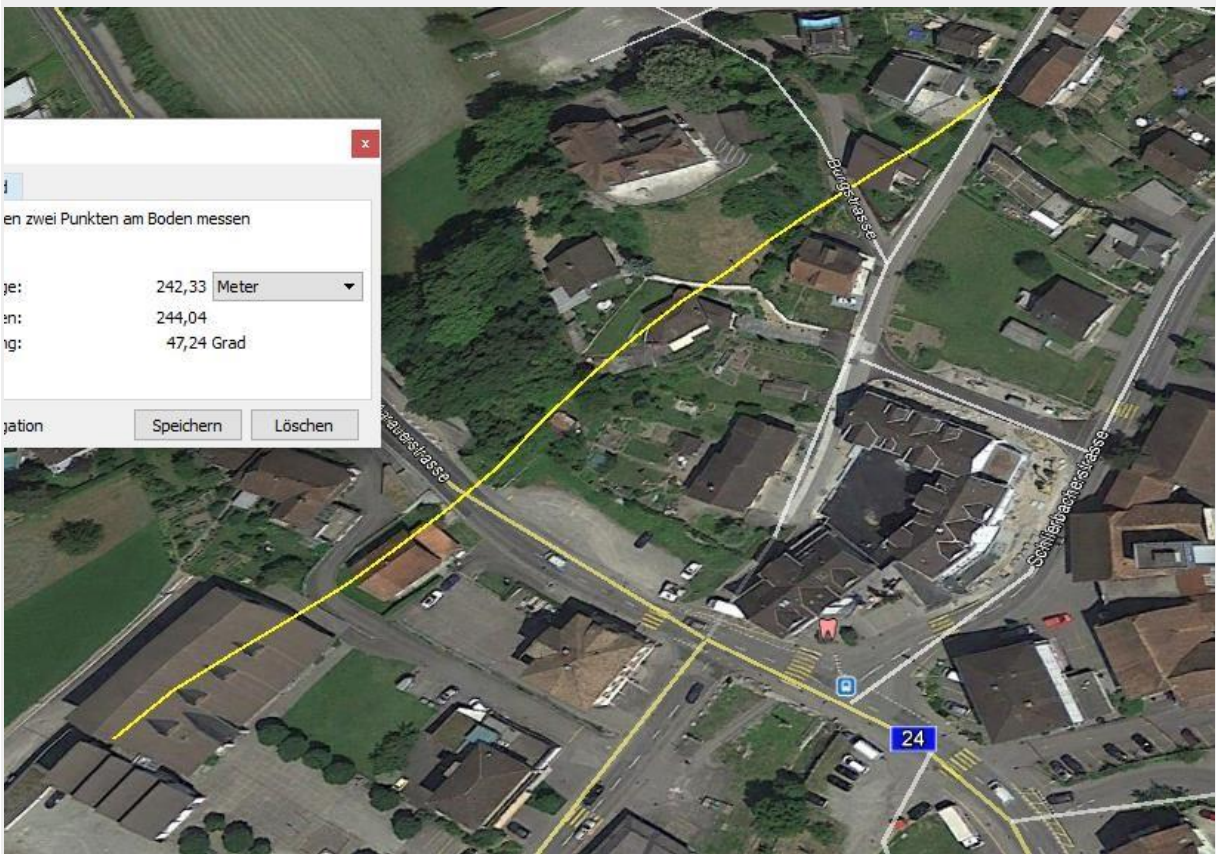 x
en zwei Punkten am Boden messen
ge:
242,33 Meter
en:
244,04
ng:
47,24 Grad
gation
Speichern
Löschen
Burgstrasse
arauerstrasse
Schlierbacherstrasse
24